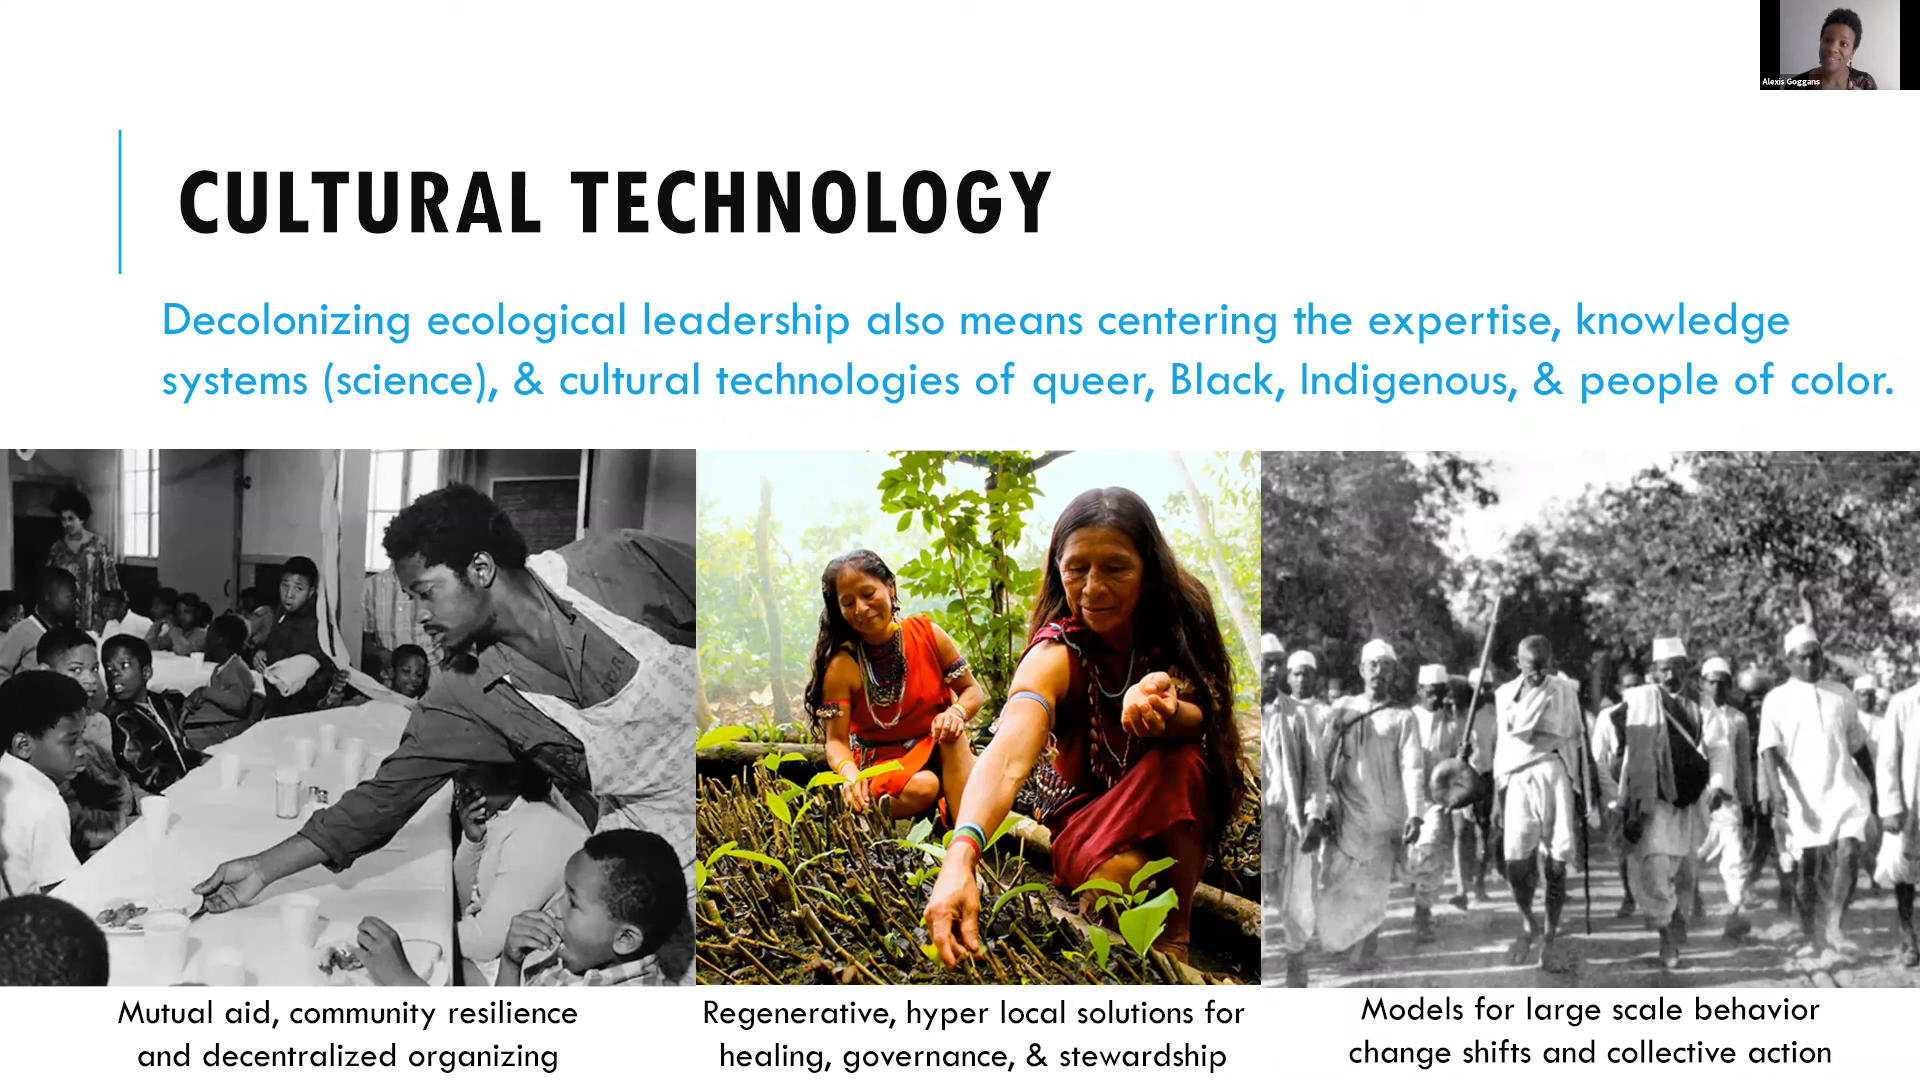 Alexis Goggans
CULTURAL TECHNOLOGY
Decolonizing ecological leadership also means centering the expertise, knowledge
systems (science), & cultural technologies of queer, Black, Indigenous, & people of color.
Mutual aid, community resilience
and decentralized organizing
Regenerative, hyper local solutions for
healing, governance, & stewardship
Models for large scale behavior
change shifts and collective action